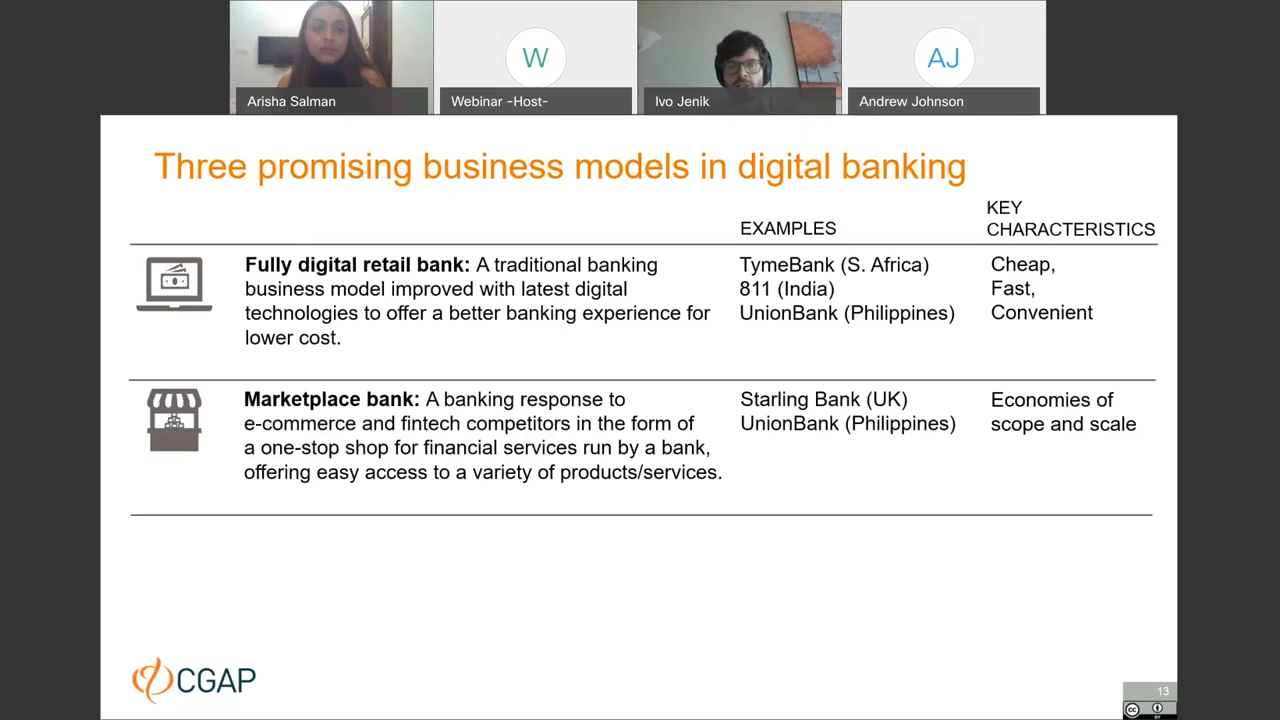 W
AJ
Arisha Salman
Webinar -Host-
Ivo Jenik
Andrew Johnson
Three promising business models in digital banking
EXAMPLES
KEY
CHARACTERISTICS
Fully digital retail bank: A traditional banking
business model improved with latest digital
technologies to offer a better banking experience for
lower cost.
TymeBank (S. Africa)
811 (India)
UnionBank (Philippines)
Cheap,
Fast,
Convenient
Marketplace bank: A banking response to
e-commerce and fintech competitors in the form of
a one-stop shop for financial services run by a bank,
offering easy access to a variety of products/services.
Starling Bank (UK)
UnionBank (Philippines)
Economies of
scope and scale
CGAP
13
cc
BY